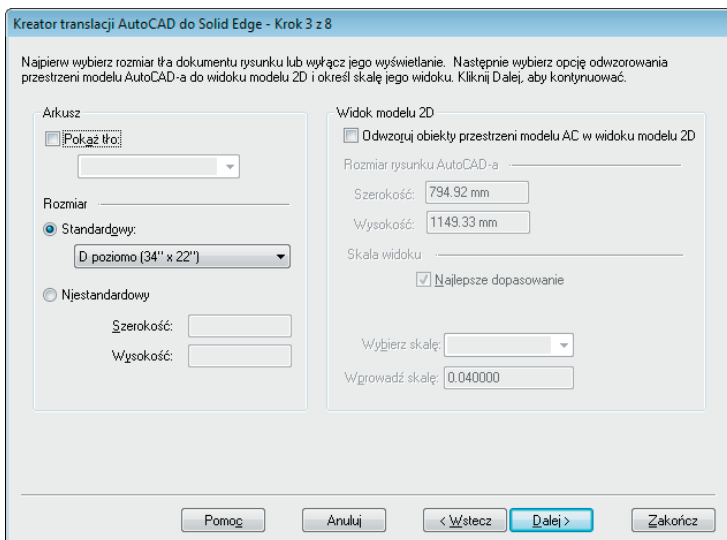 Kreator translacji AutoCAD do Solid Edge - Krok 3 z 8
Najpierw wybierz rozmiar tła dokumentu rysunku lub wyłącz jego wyświetlanie. Następnie wybierz opcję odwzorowania
przestrzeni modelu AutoCAD-a do widoku modelu 2D i określ skalę jego widoku. Kliknij Dalej, aby kontynuować.
Arkusz
Pokaż tło:
Rozmiar
Standardowy:
D poziomo (34" x 22")
Niestandardowy
Szerokość:
Wysokość:
Widok modelu 2D
Odwzoruj obiekty przestrzeni modelu AC w widoku modelu 2D
Rozmiar rysunku AutoCAD-a
Szerokość: 794.92 mm
Wysokość: 1149.33 mm
Skala widoku
Najlepsze dopasowanie
Wybierz skalę:
Wprowadź skalę: 0.040000
Pomoc Anuluj < Wstecz Dalej > Zakończ